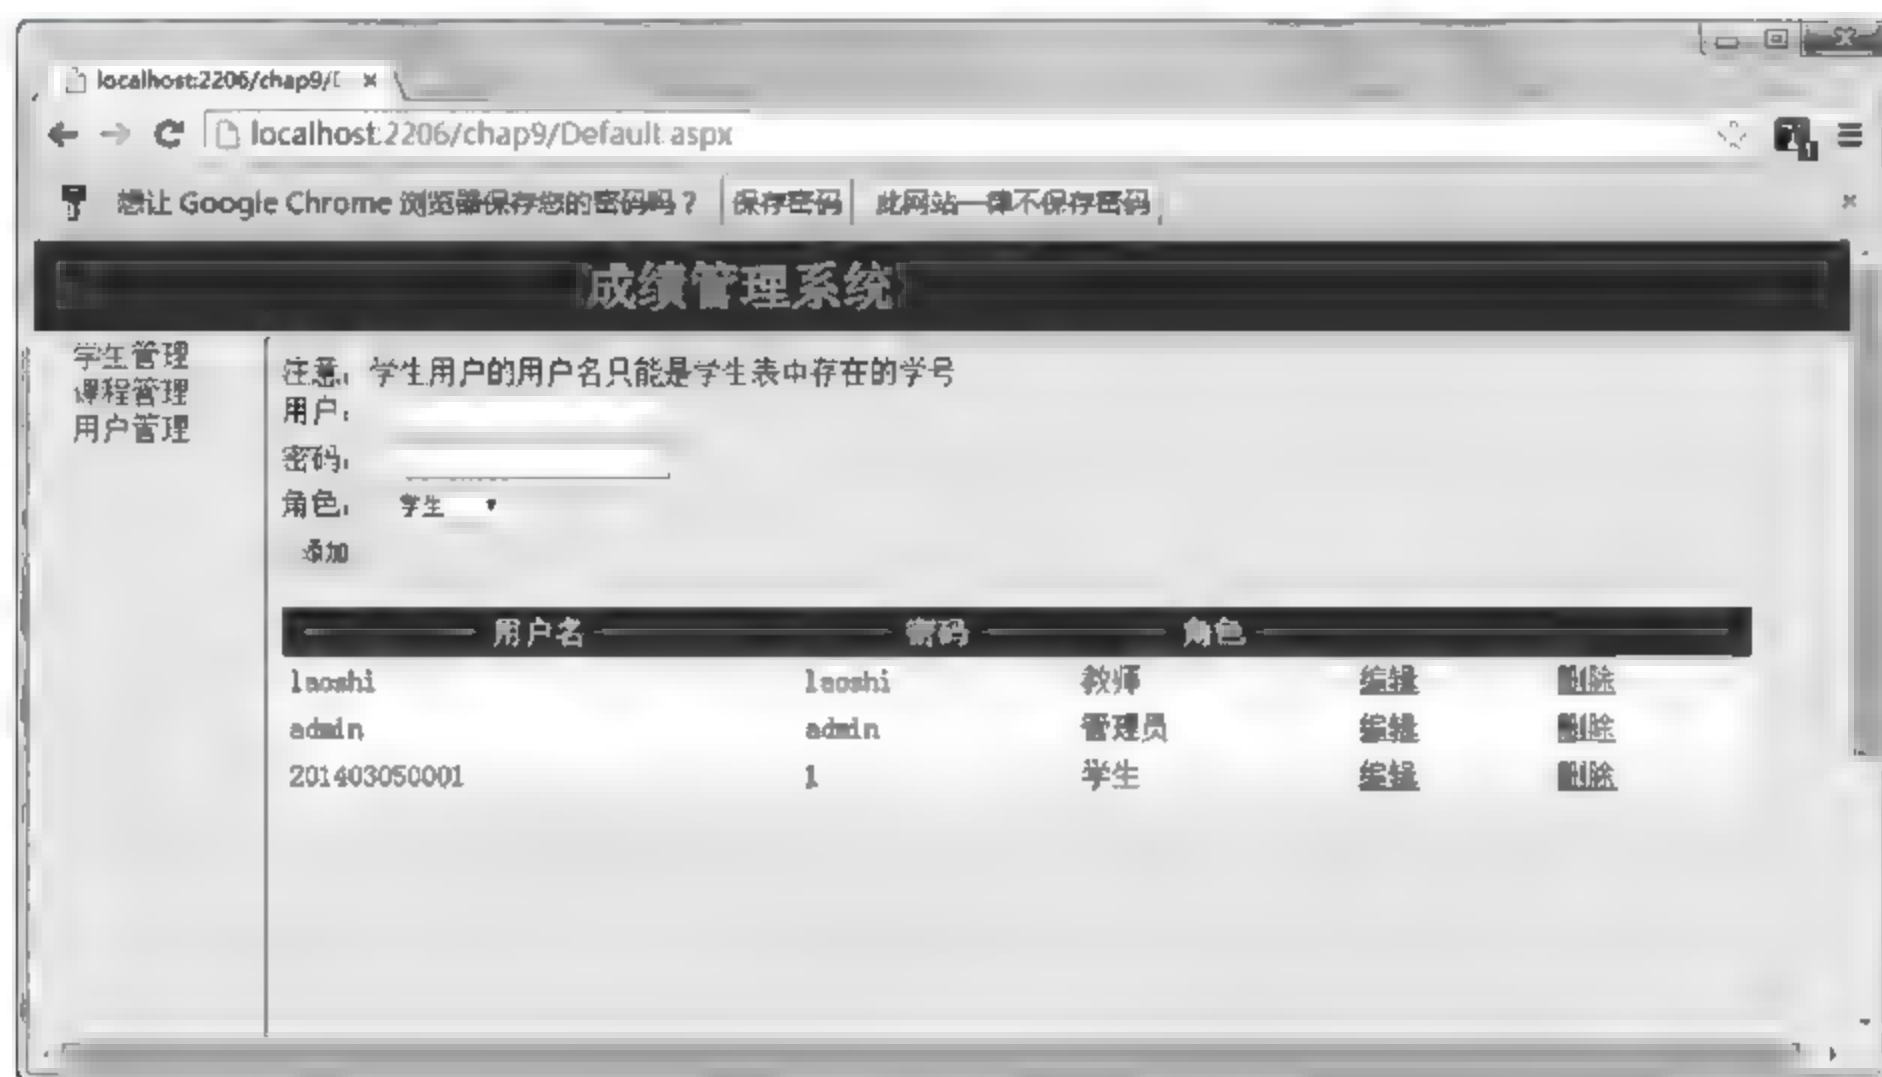 localhost:2206/chap9/
localhost:2206/chap9/Default.aspx
想让 Google Chrome 浏览器保存您的密码吗？ 保存密码 此网站一律不保存密码
成绩管理系统
学生管理
课程管理
用户管理
注意：学生用户的用户名只能是学生表中存在的学号
用户：
密码：
角色： 学生
添加
用户名 密码 角色
laoshi laoshi 教师 编辑 删除
admin admin 管理员 编辑 删除
201403050001 1 学生 编辑 删除